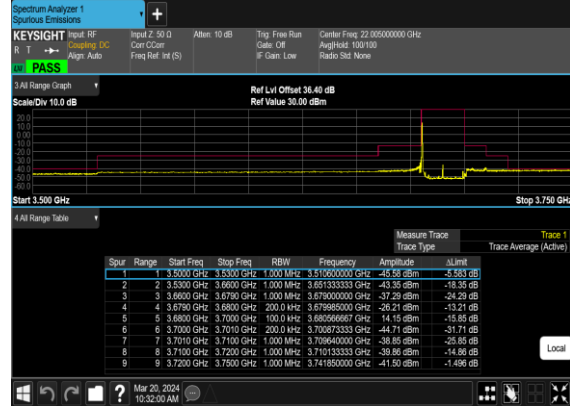 Spectrum Analyzer 1
Spurious Emissions
+
KEYSIGHT Input: RF Input Z: 50 Ω Atten: 10 dB Trig: Free Run Center Freq: 22.005000000 GHz
R T Coupling: DC Corr CCorr Gate: Off Avg|Hold: 100/100
Align: Auto Freq Ref: Int (S) IF Gain: Low Radio Std: None
PASS
3 All Range Graph
Ref Lvl Offset 36.40 dB
Scale/Div 10.0 dB Ref Value 30.00 dBm
20.0
10.0
0.00
-10.0
-20.0
-30.0
-40.0
-50.0
-60.0
Start 3.500 GHz Stop 3.750 GHz
4 All Range Table
Measure Trace Trace 1
Trace Type Trace Average (Active)
Spur Range Start Freq Stop Freq RBW Frequency Amplitude ΔLimit
1 1 3.5000 GHz 3.5300 GHz 1.000 MHz 3.510600000 GHz -45.58 dBm -5.583 dB
2 2 3.5300 GHz 3.6600 GHz 1.000 MHz 3.651333333 GHz -43.35 dBm -18.35 dB
3 3 3.6600 GHz 3.6790 GHz 1.000 MHz 3.679000000 GHz -37.29 dBm -24.29 dB
4 4 3.6790 GHz 3.6800 GHz 200.0 kHz 3.679985000 GHz -26.21 dBm -13.21 dB
5 5 3.6800 GHz 3.7000 GHz 100.0 kHz 3.680566667 GHz 14.15 dBm -15.85 dB
6 6 3.7000 GHz 3.7010 GHz 200.0 kHz 3.700873333 GHz -44.71 dBm -31.71 dB
7 7 3.7010 GHz 3.7100 GHz 1.000 MHz 3.709640000 GHz -38.85 dBm -25.85 dB
8 8 3.7100 GHz 3.7200 GHz 1.000 MHz 3.710133333 GHz -39.86 dBm -14.86 dB
9 9 3.7200 GHz 3.7500 GHz 1.000 MHz 3.741850000 GHz -41.50 dBm -1.496 dB
Local
? Mar 20, 2024
10:32:00 AM